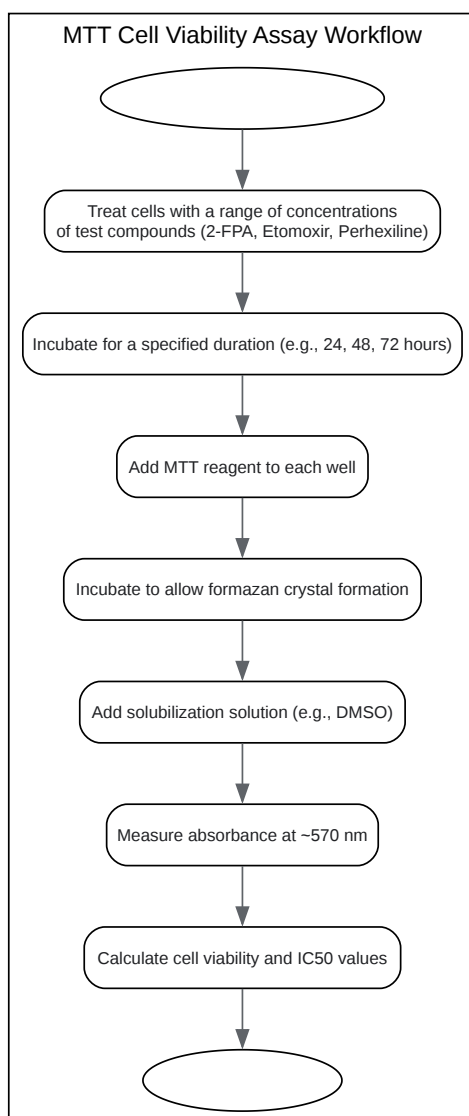 MTT Cell Viability Assay Workflow
Treat cells with a range of concentrations
of test compounds (2-FPA, Etomoxir, Perhexiline)
Incubate for a specified duration (e.g., 24, 48, 72 hours)
Add MTT reagent to each well
Incubate to allow formazan crystal formation
Add solubilization solution (e.g., DMSO)
Measure absorbance at ~570 nm
Calculate cell viability and IC50 values